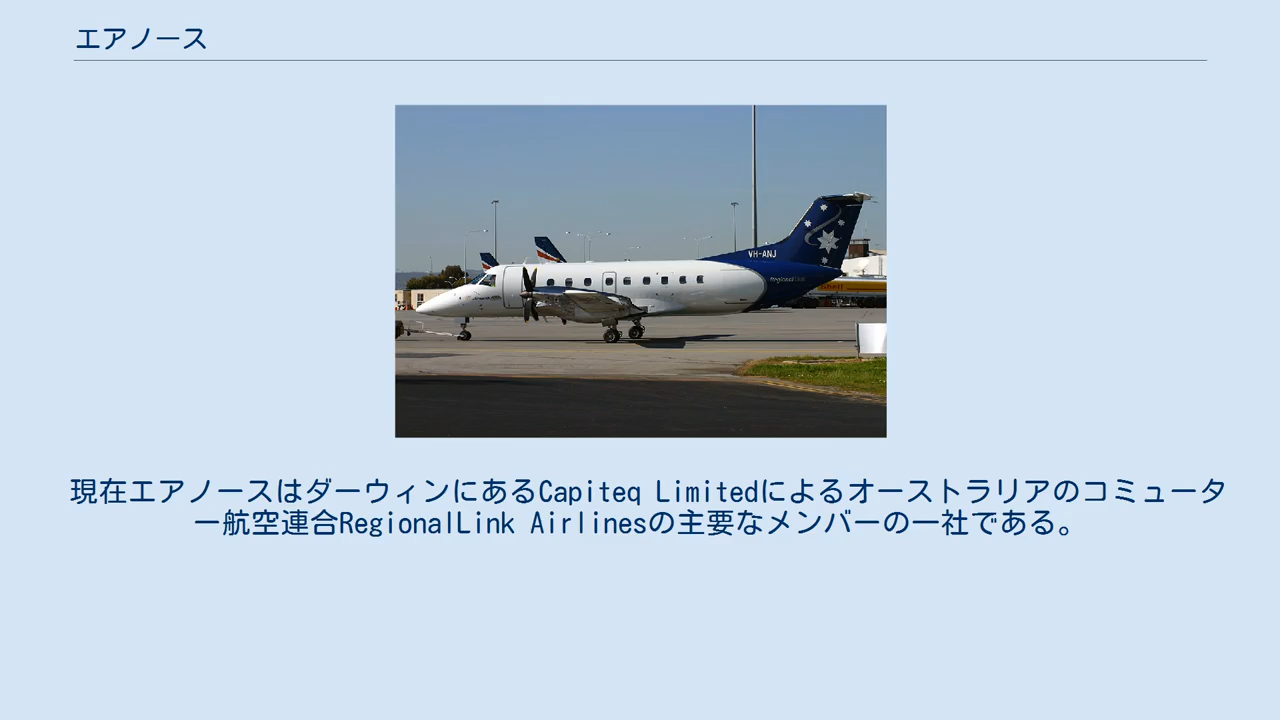 エアノース
VH-ANJ
現在エアノースはダーウィンにあるCapiteq Limitedによるオーストラリアのコミュータ
ー航空連合RegionalLink Airlinesの主要なメンバーの一社である。